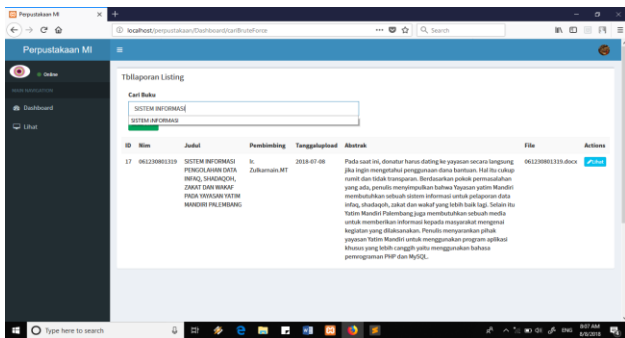 Perpustakaan MI
localhost/perpustakaan/Dashboard/cariBruteForce
Search
Perpustakaan MI
Online
MAIN NAVIGATION
Dashboard
Lihat
Tbllaporan Listing
Cari Buku
SISTEM INFORMASI
SISTEM iNFORMASI
ID Nim Judul Pembimbing Tanggalupload Abstrak File Actions
17 061230801319 SISTEM INFORMASI Ir. 2018-07-08 Pada saat ini, donatur harus dating ke yayasan secara langsung 061230801319.docx Lihat
PENGOLAHAN DATA Zulkarnain.MT jika ingin mengetahui penggunaan dana bantuan. Hal itu cukup
INFAQ, SHADAQOH, rumit dan tidak transparan. Berdasarkan pokok permasalahan
ZAKAT DAN WAKAF yang ada, penulis menyimpulkan bahwa Yayasan yatim Mandiri
PADA YAYASAN YATIM membutuhkan sebuah sistem informasi untuk pelaporan data
MANDIRI PALEMBANG infaq, shadaqoh, zakat dan wakaf yang lebih baik lagi. Selain itu
Yatim Mandiri Palembang juga membutuhkan sebuah media
untuk memberikan informasi kepada masyarakat mengenai
kegiatan yang dilaksanakan. Penulis menyarankan pihak
yayasan Yatim Mandiri untuk menggunakan program aplikasi
khusus yang lebih canggih yaitu menggunakan bahasa
pemrograman PHP dan MySQL.
Type here to search
ENG
8:07 AM
8/8/2018